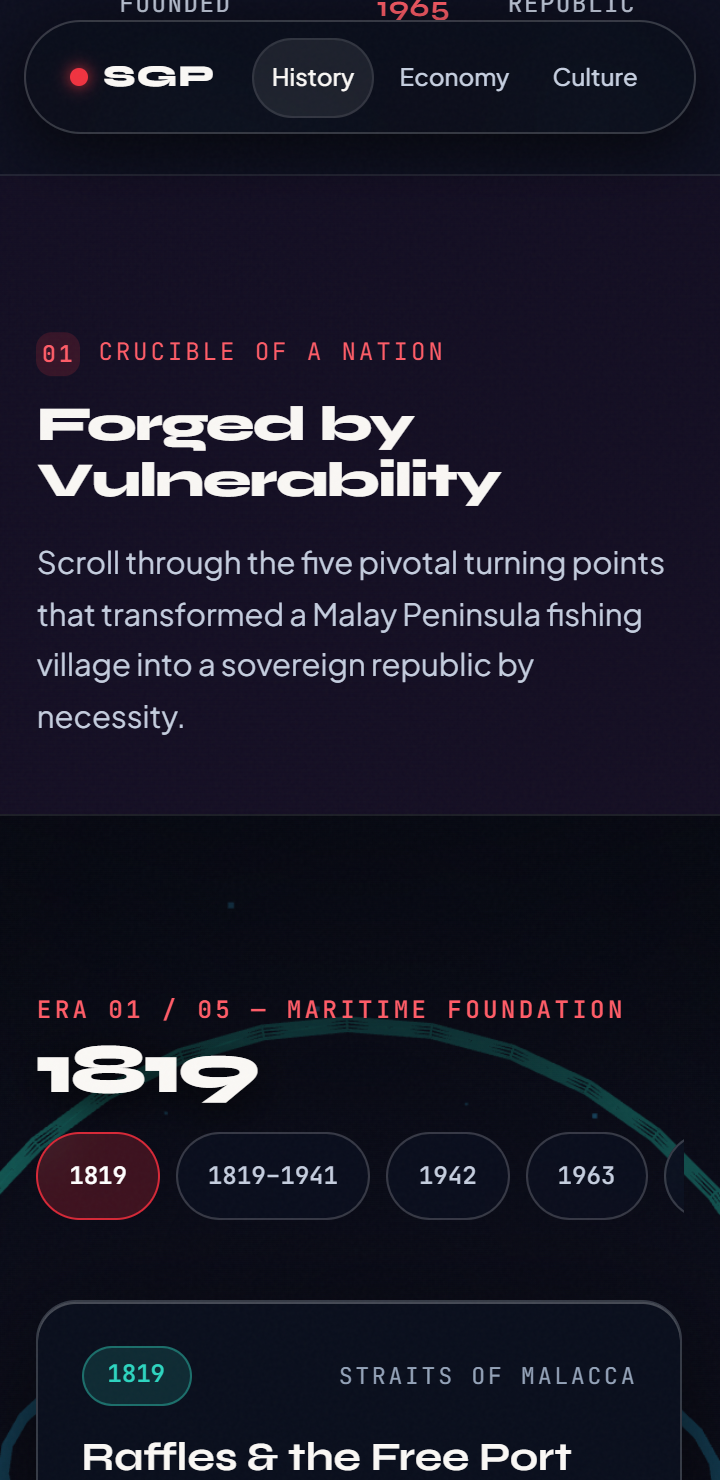 FOUNDED 1965 REPUBLIC
SGP History Economy Culture
01 CRUCIBLE OF A NATION
Forged by
Vulnerability
Scroll through the five pivotal turning points
that transformed a Malay Peninsula fishing
village into a sovereign republic by
necessity.
ERA 01 / 05 — MARITIME FOUNDATION
1819
1819 1819–1941 1942 1963
1819 STRAITS OF MALACCA
Raffles & the Free Port